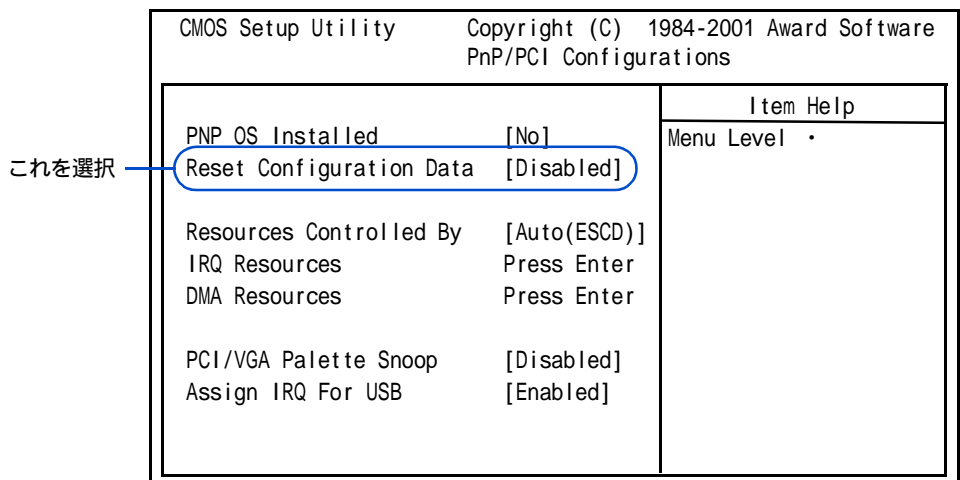 CMOS Setup Utility Copyright (C) 1984-2001 Award Software
PnP/PCI Configurations
Item Help
PNP OS Installed [No]
Menu Level ・
これを選択
Reset Configuration Data [Disabled]
Resources Controlled By [Auto(ESCD)]
IRQ Resources Press Enter
DMA Resources Press Enter
PCI/VGA Palette Snoop [Disabled]
Assign IRQ For USB [Enabled]